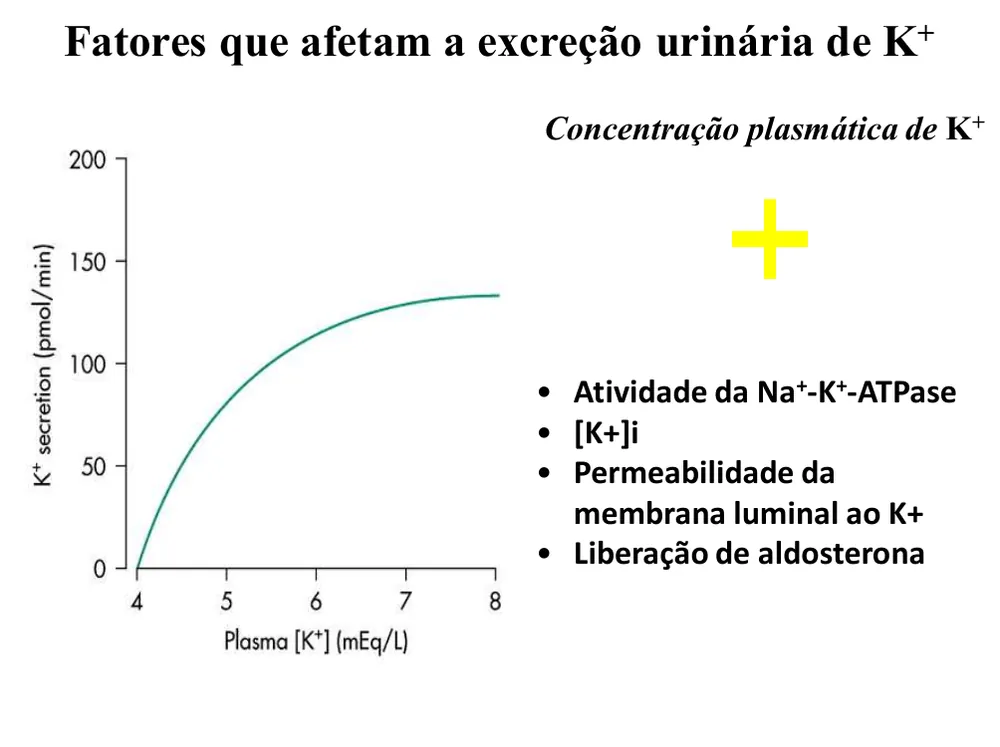 Fatores que afetam a excreção urinária de K⁺
Concentração plasmática de K⁺
200
150
100
50
0
K⁺ secretion (pmol/min)
4 5 6 7 8
Plasma [K⁺] (mEq/L)
• Atividade da Na⁺-K⁺-ATPase
• [K+]i
• Permeabilidade da
membrana luminal ao K+
• Liberação de aldosterona